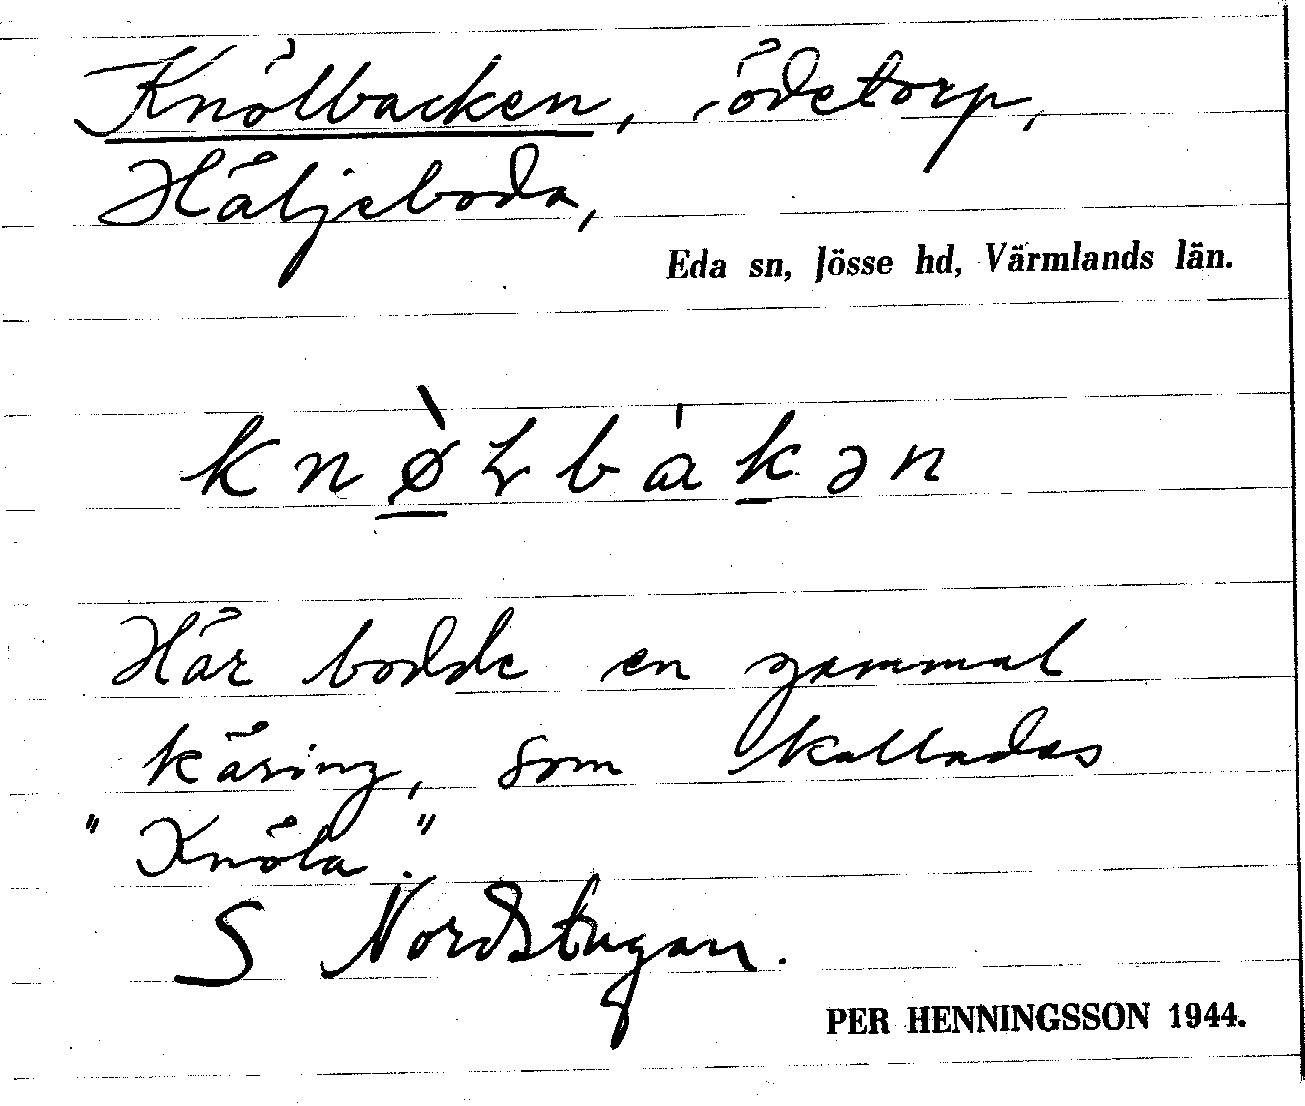 Knölbacken, ödetorp,
Häljeboda,
Eda sn, Jösse hd, Värmlands län.
knø̀Lbàkən
Här bodde en gammal
käring, som kallades
"Knöla".
S Nordstugan.
PER HENNINGSSON 1944.